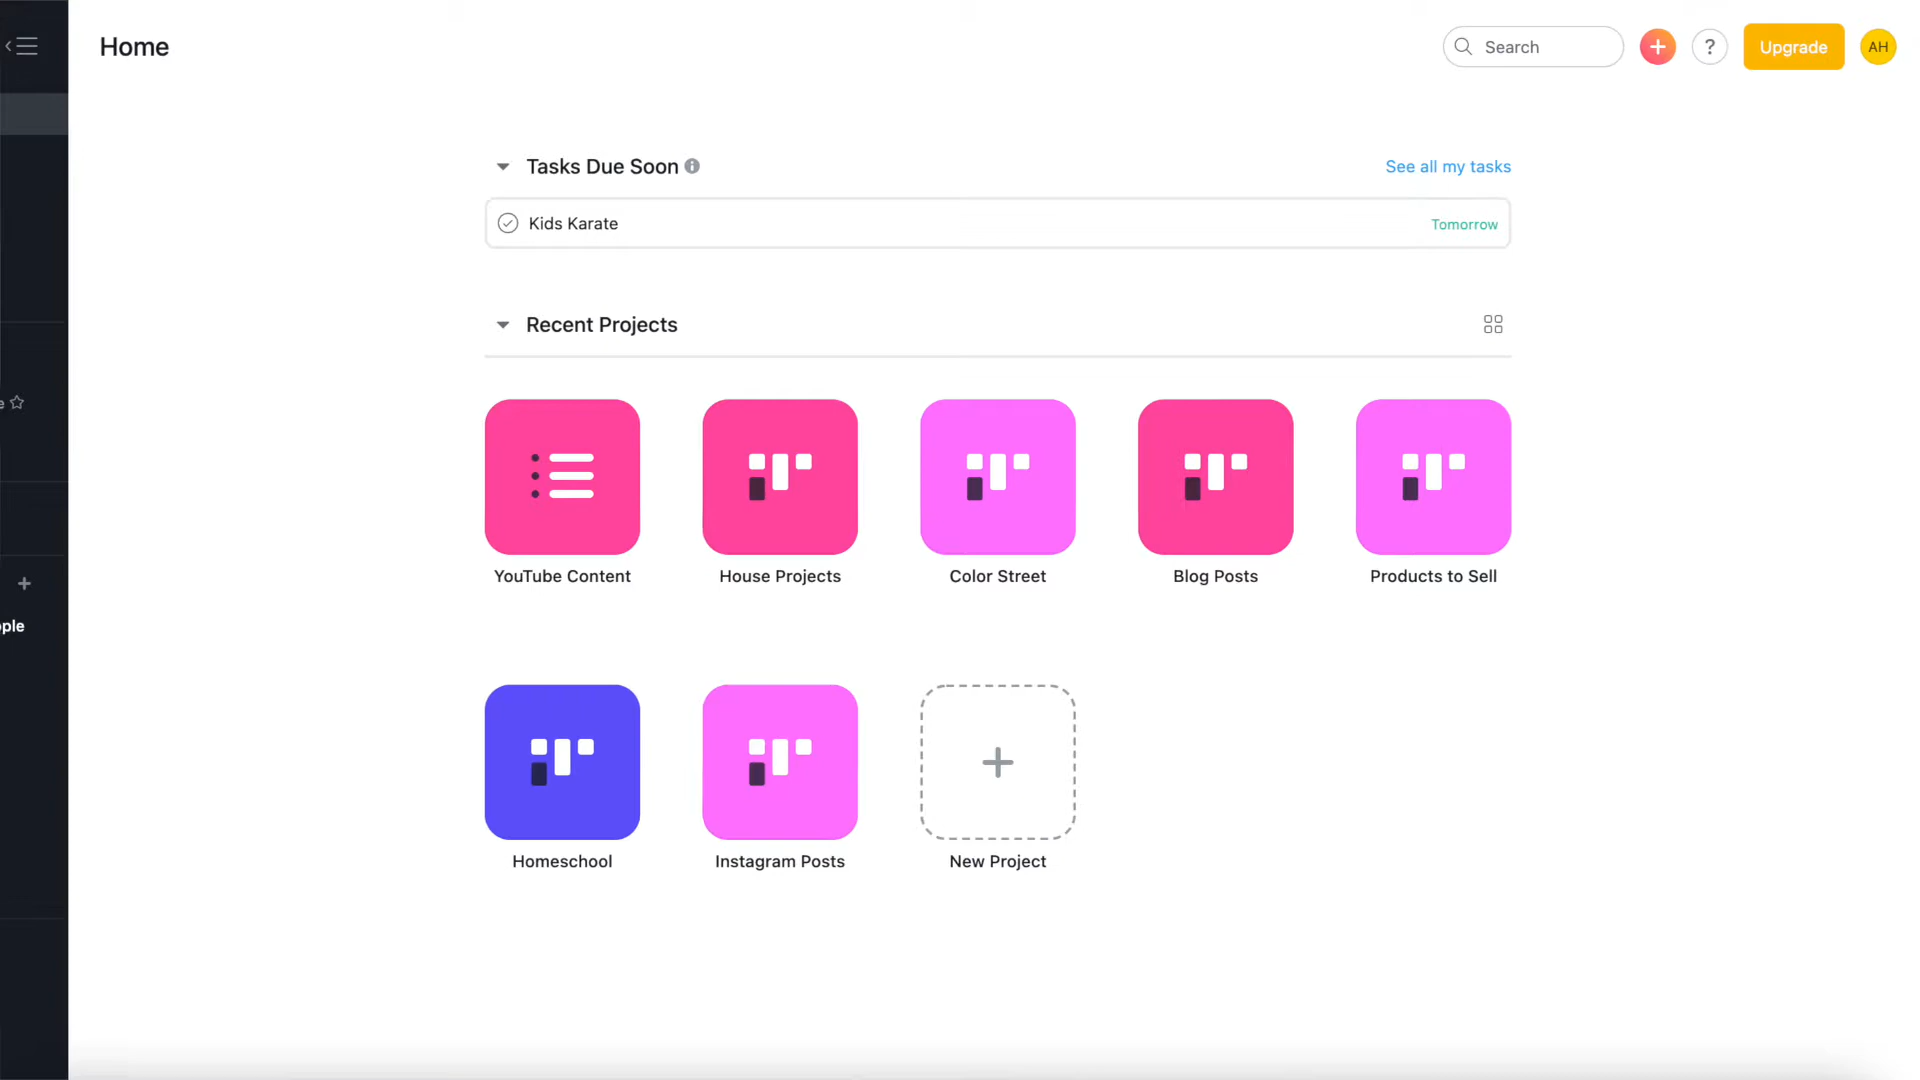 Home
Search
?
Upgrade
AH
Tasks Due Soon
See all my tasks
Kids Karate
Tomorrow
Recent Projects
YouTube Content
House Projects
Color Street
Blog Posts
Products to Sell
ople
Homeschool
Instagram Posts
New Project